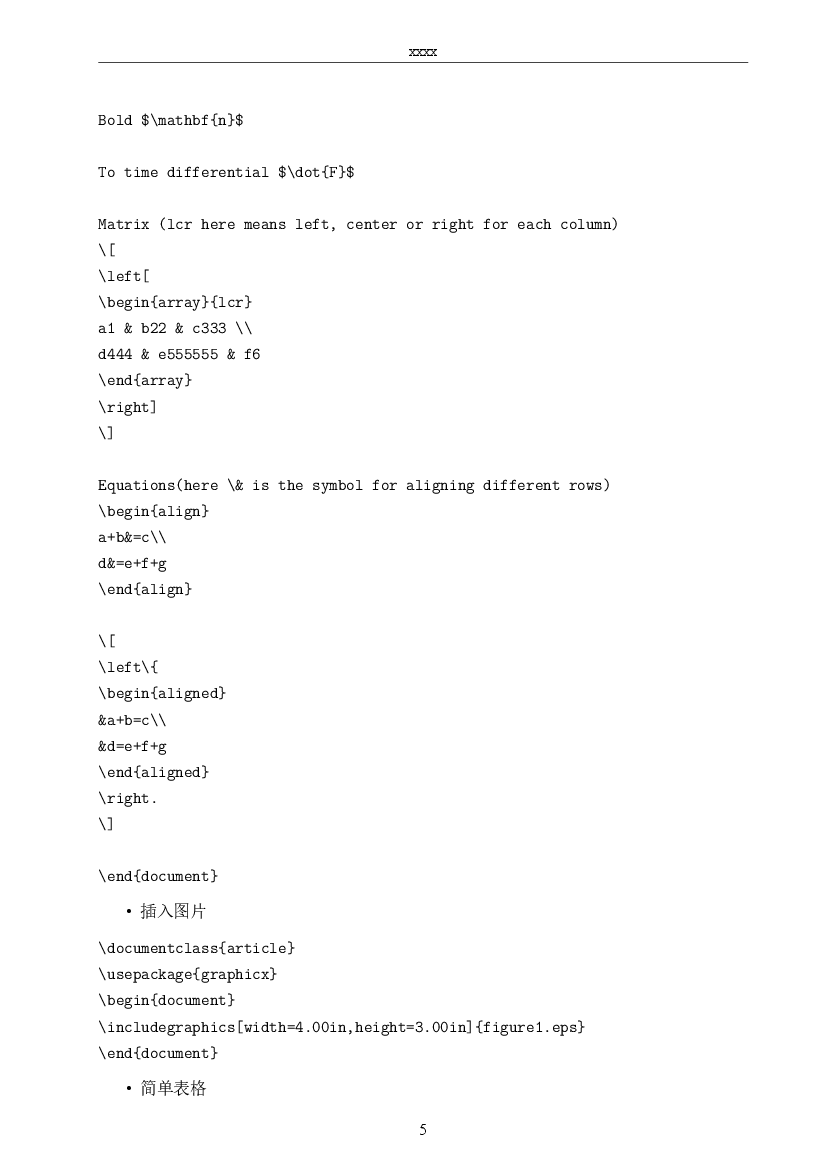 xxxx
Bold $\mathbf{n}$
To time differential $\dot{F}$
Matrix (lcr here means left, center or right for each column)
\[
\left[
\begin{array}{lcr}
a1 & b22 & c333 \\
d444 & e555555 & f6
\end{array}
\right]
\]
Equations(here \& is the symbol for aligning different rows)
\begin{align}
a+b&=c\\
d&=e+f+g
\end{align}
\[
\left\{
\begin{aligned}
&a+b=c\\
&d=e+f+g
\end{aligned}
\right.
\]
\end{document}
• 插入图片
\documentclass{article}
\usepackage{graphicx}
\begin{document}
\includegraphics[width=4.00in,height=3.00in]{figure1.eps}
\end{document}
• 简单表格
5